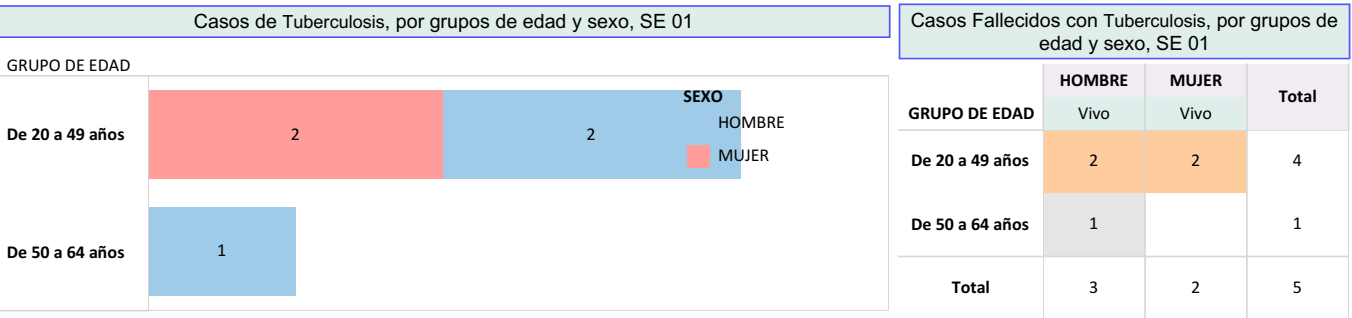 Casos de Tuberculosis, por grupos de edad y sexo, SE 01
GRUPO DE EDAD
SEXO
HOMBRE
MUJER
De 20 a 49 años
2
2
De 50 a 64 años
1
Casos Fallecidos con Tuberculosis, por grupos de
edad y sexo, SE 01
HOMBRE MUJER Total
GRUPO DE EDAD Vivo Vivo
De 20 a 49 años 2 2 4
De 50 a 64 años 1 1
Total 3 2 5